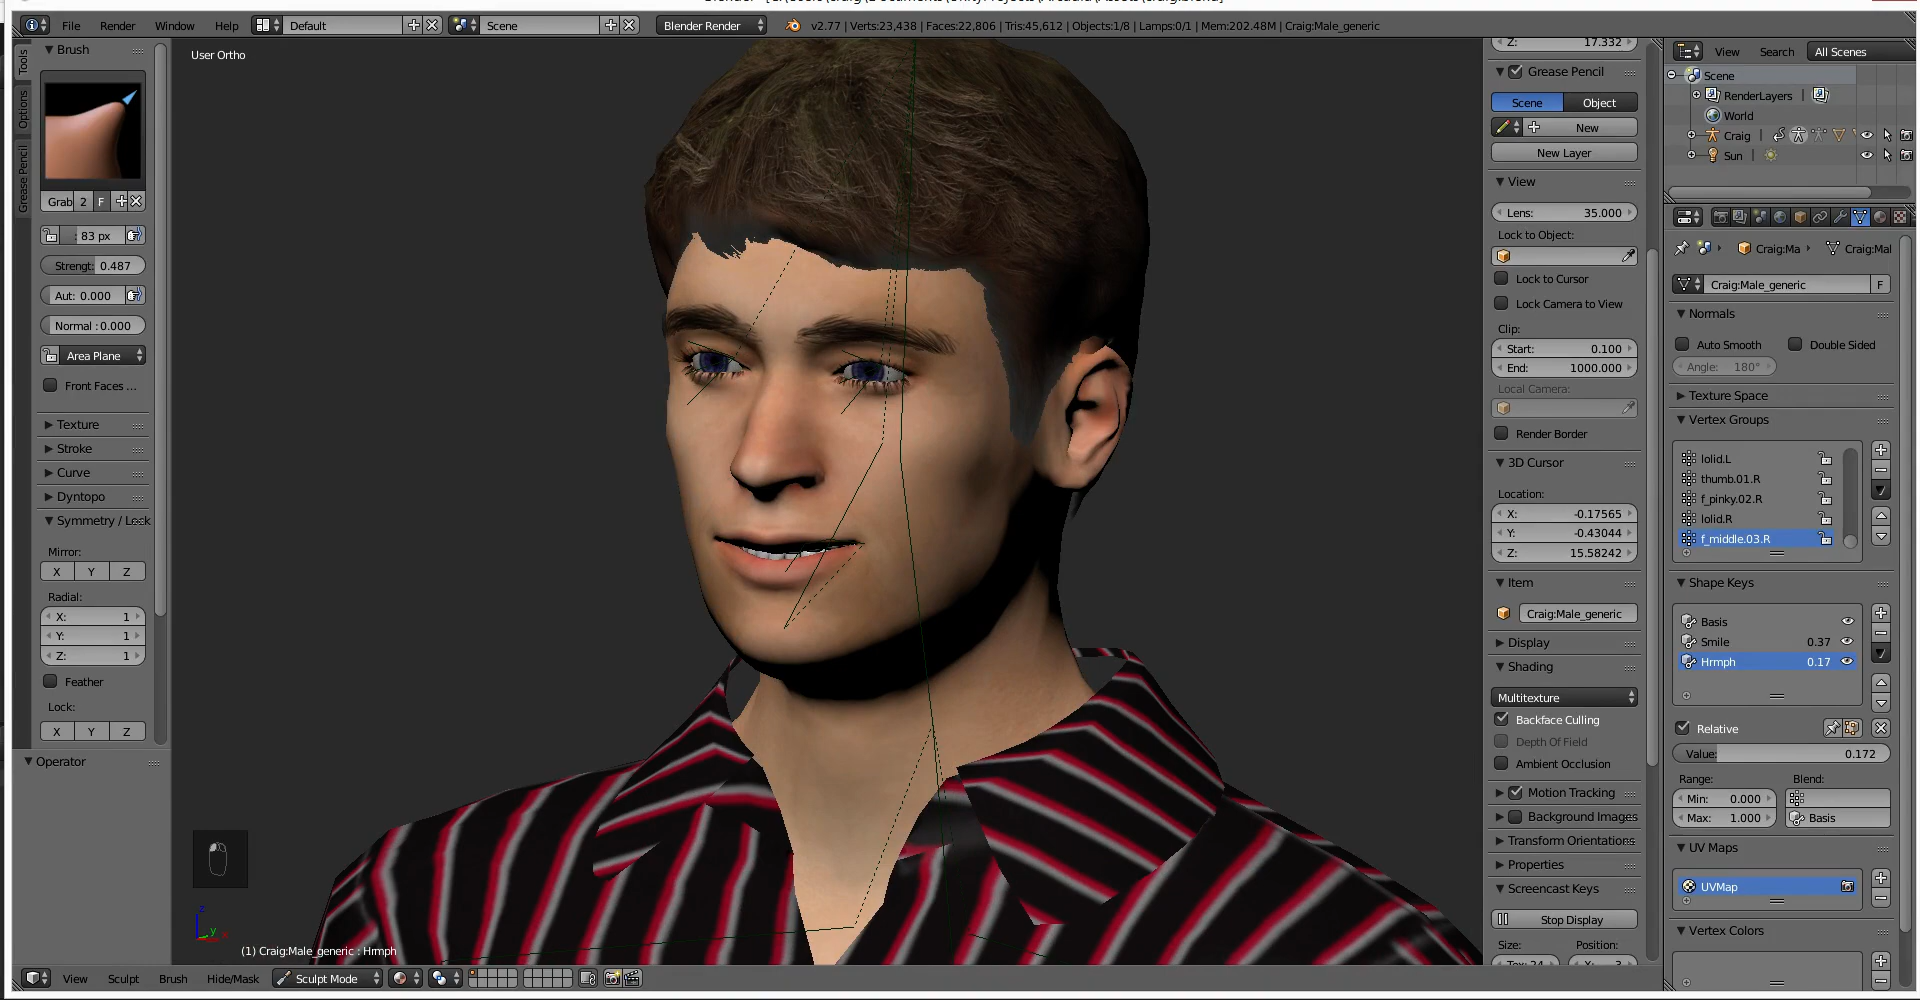 File Render Window Help Default Scene Blender Render v2.77 | Verts:23,438 | Faces:22,806 | Tris:45,612 | Objects:1/8 | Lamps:0/1 | Mem:202.48M | Craig:Male_generic
Tools
Options
Grease Pencil
Brush
Grab 2 F
: 83 px
Strengt: 0.487
Aut: 0.000
Normal : 0.000
Area Plane
Front Faces ...
Texture
Stroke
Curve
Dyntopo
Symmetry / Lock
Mirror:
X Y Z
Radial:
X: 1
Y: 1
Z: 1
Feather
Lock:
X Y Z
Operator
User Ortho
z
y
x
(1) Craig:Male_generic : Hrmph
View Sculpt Brush Hide/Mask Sculpt Mode
Z: 17.332
Grease Pencil
Scene Object
New
New Layer
View
Lens: 35.000
Lock to Object:
Lock to Cursor
Lock Camera to View
Clip:
Start: 0.100
End: 1000.000
Local Camera:
Render Border
3D Cursor
Location:
X: -0.17565
Y: -0.43044
Z: 15.58242
Item
Craig:Male_generic
Display
Shading
Multitexture
Backface Culling
Depth Of Field
Ambient Occlusion
Motion Tracking
Background Images
Transform Orientations
Properties
Screencast Keys
Stop Display
Size: Position:
View Search All Scenes
Scene
RenderLayers |
World
Craig |
Sun |
Craig:Ma Craig:Mal
Craig:Male_generic F
Normals
Auto Smooth Double Sided
Angle: 180°
Texture Space
Vertex Groups
lolid.L
thumb.01.R
f_pinky.02.R
lolid.R
f_middle.03.R
Shape Keys
Basis
Smile 0.37
Hrmph 0.17
Relative
Value: 0.172
Range: Blend:
Min: 0.000
Max: 1.000 Basis
UV Maps
UVMap
Vertex Colors